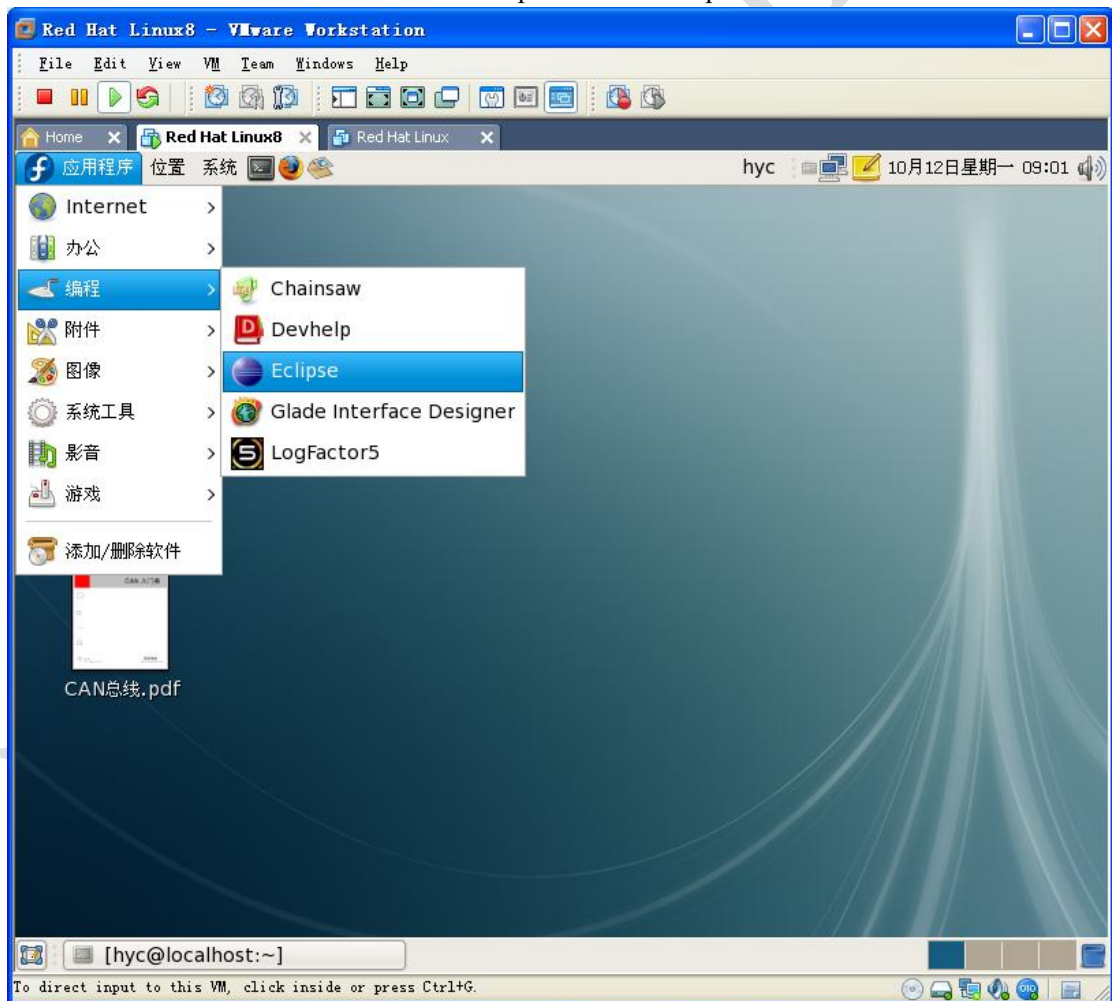 Red Hat Linux8 - VMware Workstation
File Edit View VM Team Windows Help
Home Red Hat Linux8 Red Hat Linux
应用程序 位置 系统 hyc 10月12日星期一 09:01
Internet
办公
编程
附件
图像
系统工具
影音
游戏
添加/删除软件
Chainsaw
Devhelp
Eclipse
Glade Interface Designer
LogFactor5
CAN总线.pdf
[hyc@localhost:~]
To direct input to this VM, click inside or press Ctrl+G.